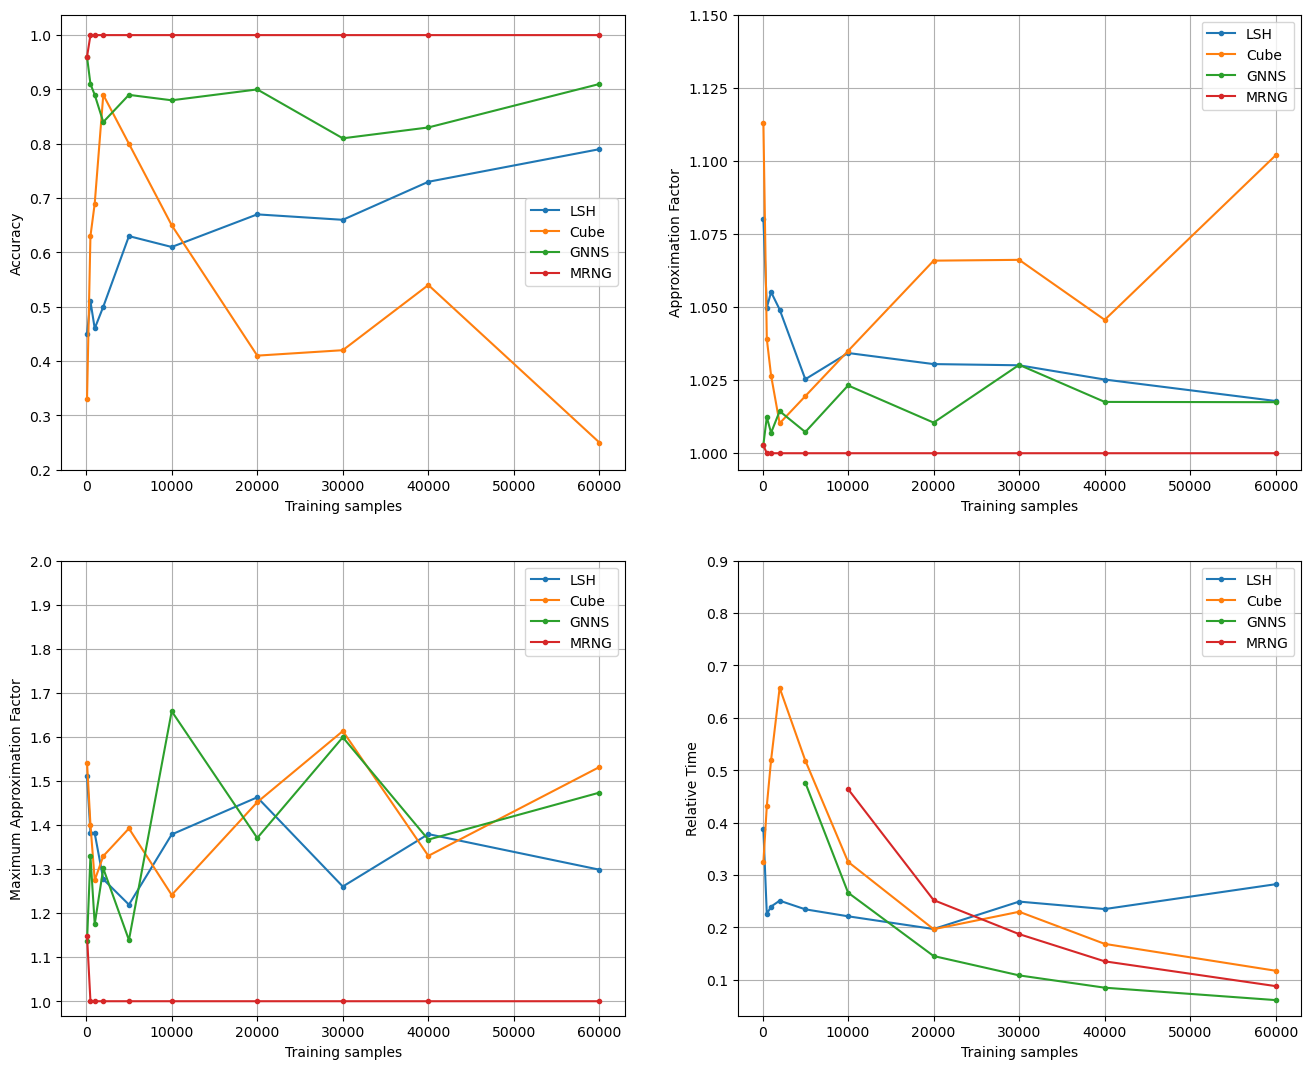 1.0
0.9
0.8
0.7
0.6
0.5
0.4
0.3
0.2
Accuracy
LSH
Cube
GNNS
MRNG
0 10000 20000 30000 40000 50000 60000
Training samples
1.150
1.125
1.100
1.075
1.050
1.025
1.000
Approximation Factor
LSH
Cube
GNNS
MRNG
0 10000 20000 30000 40000 50000 60000
Training samples
2.0
1.9
1.8
1.7
1.6
1.5
1.4
1.3
1.2
1.1
1.0
Maximum Approximation Factor
LSH
Cube
GNNS
MRNG
0 10000 20000 30000 40000 50000 60000
Training samples
0.9
0.8
0.7
0.6
0.5
0.4
0.3
0.2
0.1
Relative Time
LSH
Cube
GNNS
MRNG
0 10000 20000 30000 40000 50000 60000
Training samples